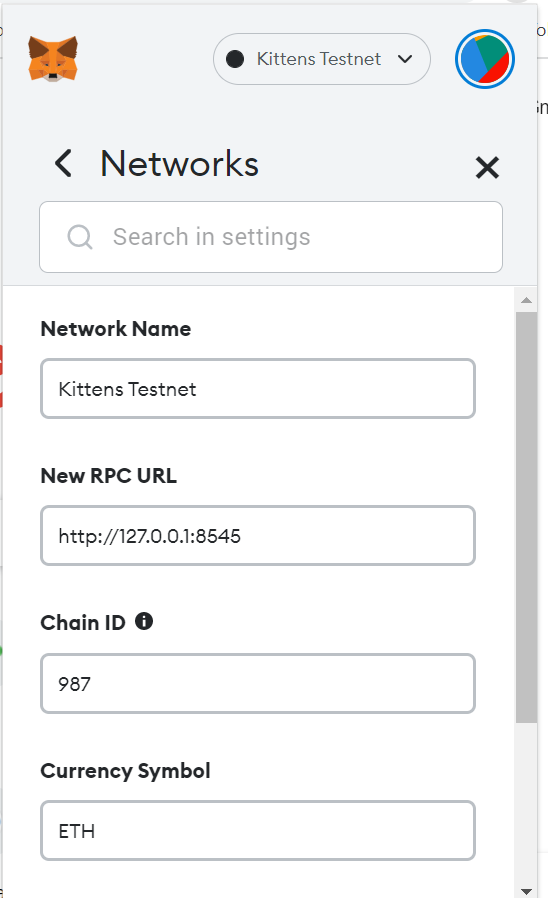 Kittens Testnet
Networks
Search in settings
Network Name
Kittens Testnet
New RPC URL
http://127.0.0.1:8545
Chain ID
987
Currency Symbol
ETH